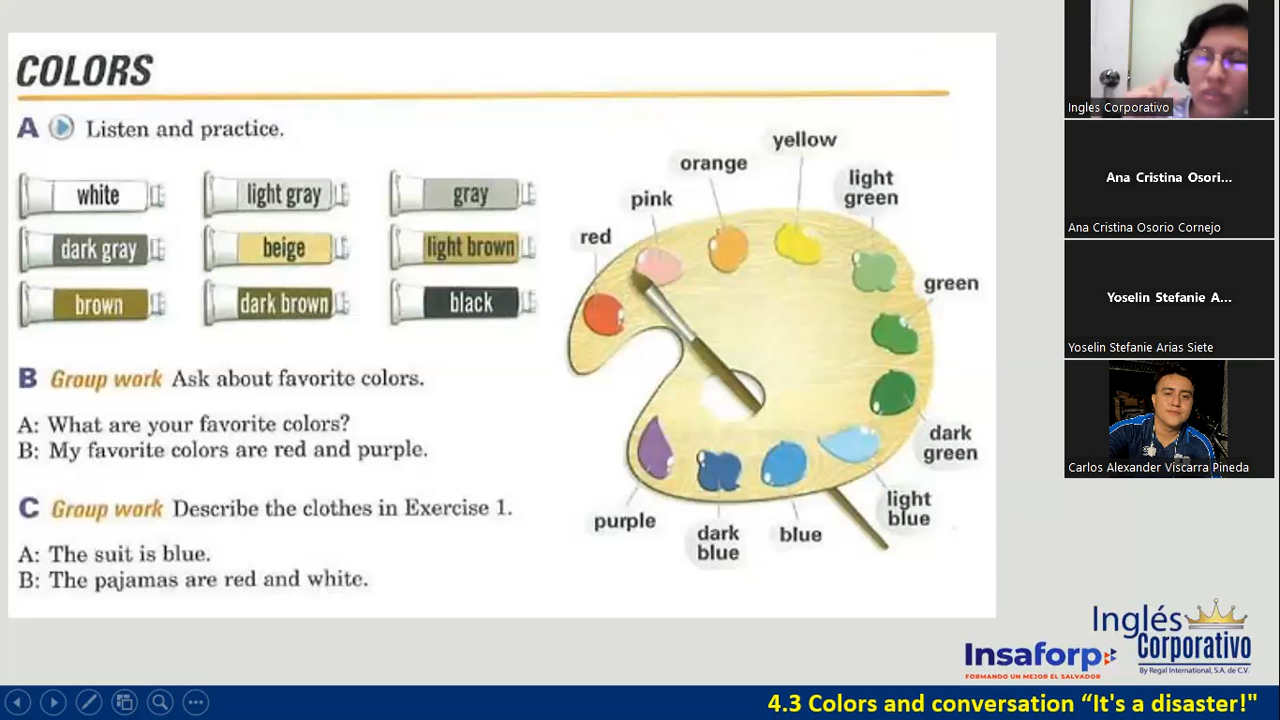 COLORS
A Listen and practice.
white
light gray
gray
dark gray
beige
light brown
brown
dark brown
black
red
pink
orange
yellow
light
green
green
dark
green
light
blue
blue
dark
blue
purple
B Group work Ask about favorite colors.
A: What are your favorite colors?
B: My favorite colors are red and purple.
C Group work Describe the clothes in Exercise 1.
A: The suit is blue.
B: The pajamas are red and white.
Ingles Corporativo
Ana Cristina Osori...
Ana Cristina Osorio Cornejo
Yoselin Stefanie A...
Yoselin Stefanie Arias Siete
Carlos Alexander Viscarra Pineda
Insaforp
FORMANDO UN MEJOR EL SALVADOR
Inglés
Corporativo
By Regal International, S.A. de C.V.
4.3 Colors and conversation “It's a disaster!"